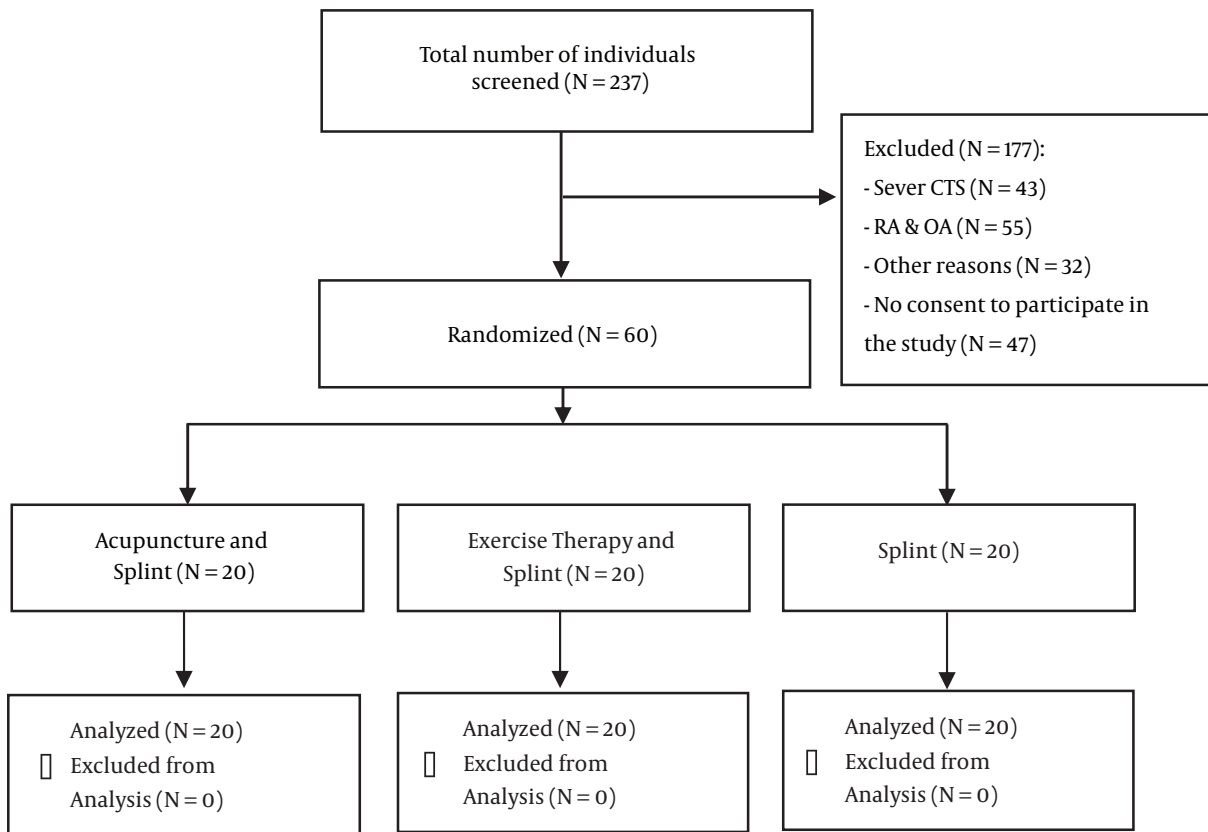 Total number of individuals
screened (N = 237)
Excluded (N = 177):
- Sever CTS (N = 43)
- RA & OA (N = 55)
- Other reasons (N = 32)
- No consent to participate in
the study (N = 47)
Randomized (N = 60)
Acupuncture and
Splint (N = 20)
Exercise Therapy and
Splint (N = 20)
Splint (N = 20)
Analyzed (N = 20)
▯ Excluded from
Analysis (N = 0)
Analyzed (N = 20)
▯ Excluded from
Analysis (N = 0)
Analyzed (N = 20)
▯ Excluded from
Analysis (N = 0)